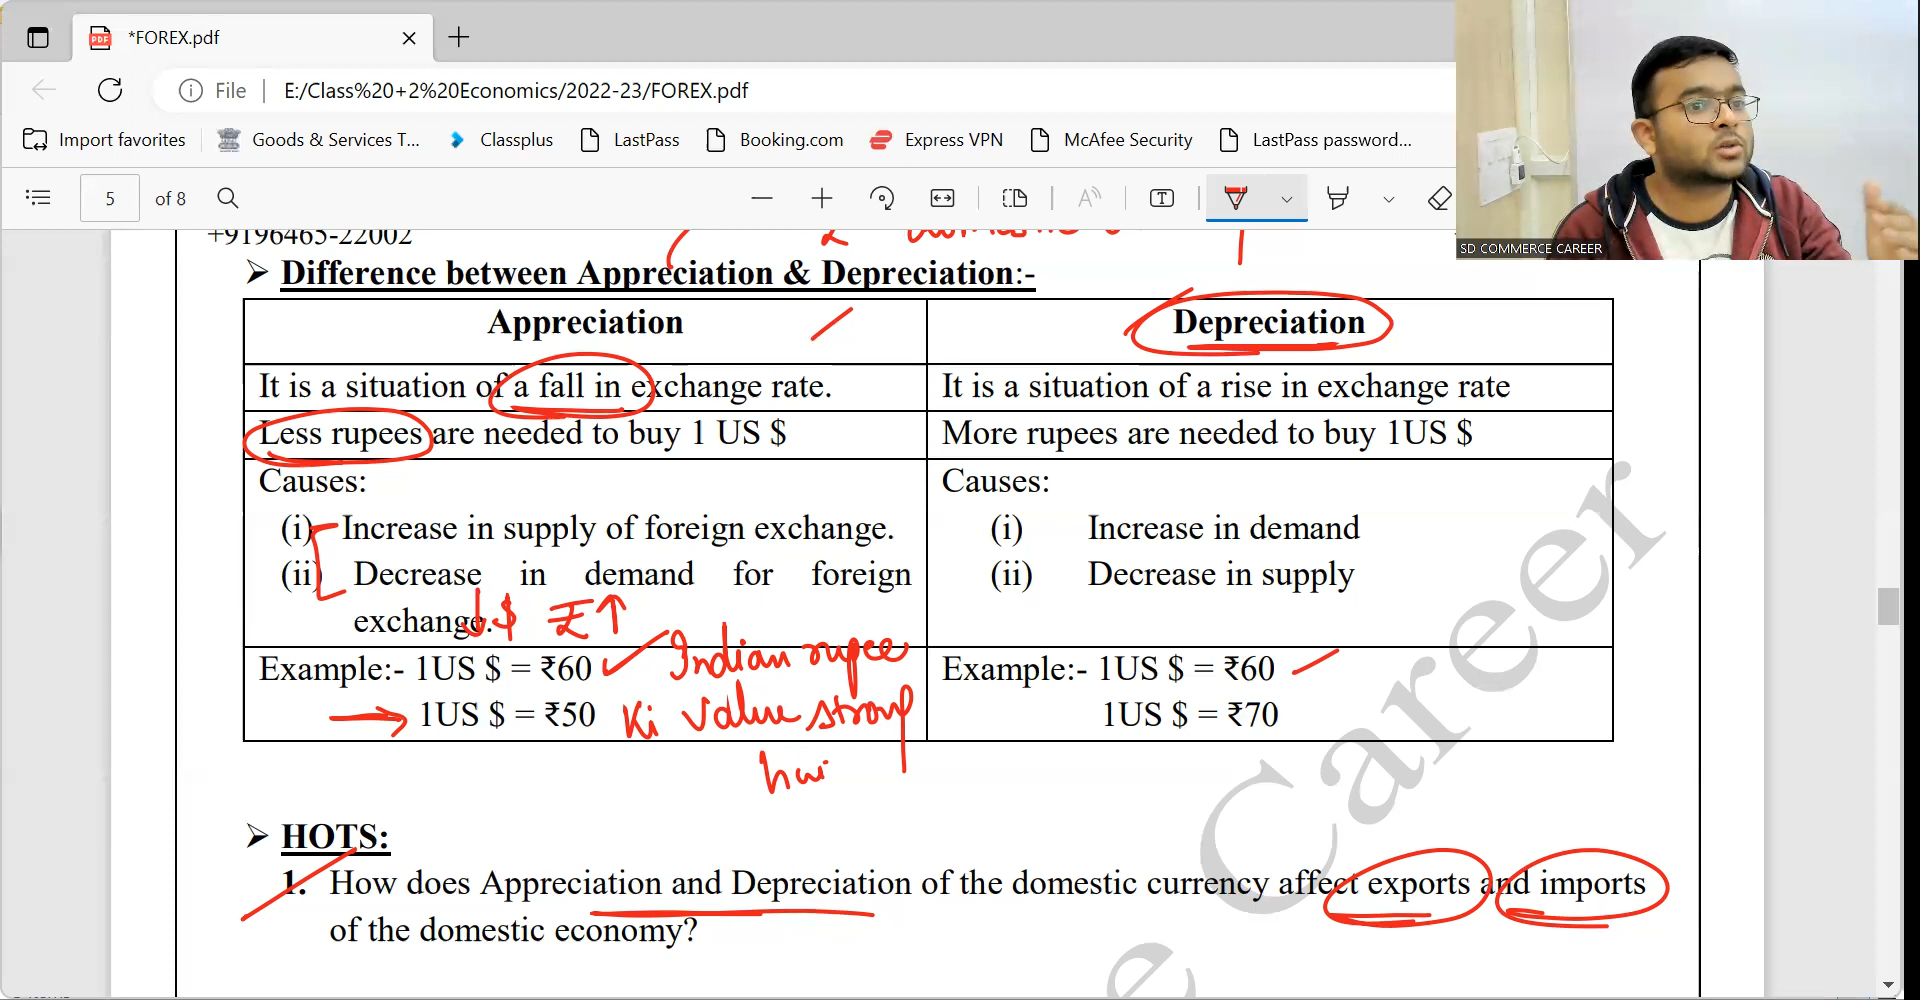 *FOREX.pdf
File
E:/Class%20+2%20Economics/2022-23/FOREX.pdf
Import favorites
Goods & Services T...
Classplus
LastPass
Booking.com
Express VPN
McAfee Security
LastPass password...
5 of 8
SD COMMERCE CAREER
+9196465-22002
➢ Difference between Appreciation & Depreciation:-
Appreciation
Depreciation
It is a situation of a fall in exchange rate.
It is a situation of a rise in exchange rate
Less rupees are needed to buy 1 US $
More rupees are needed to buy 1US $
Causes:
(i) Increase in supply of foreign exchange.
(ii) Decrease in demand for foreign
exchange.
↓$ ₹↑
Causes:
(i) Increase in demand
(ii) Decrease in supply
Example:- 1US $ = ₹60
1US $ = ₹50
Indian rupee
Ki value strong
hui
Example:- 1US $ = ₹60
1US $ = ₹70
➢ HOTS:
1. How does Appreciation and Depreciation of the domestic currency affect exports and imports
of the domestic economy?
Career